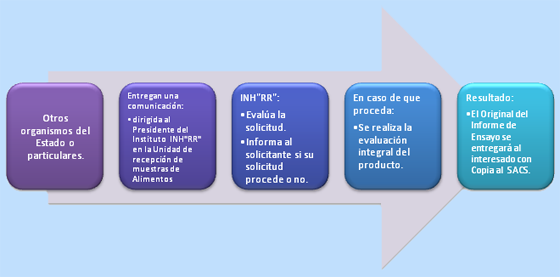 Otros
organismos del
Estado o
particulares.
Entregan una
comunicación:
• dirigida al
Presidente del
Instituto INH"RR"
en la Unidad de
recepción de
muestras de
Alimentos
INH"RR":
▪ Evalúa la
solicitud.
▪ Informa al
solicitante si su
solicitud
procede o no.
En caso de que
proceda:
▪ Se realiza la
evaluación
integral del
producto.
Resultado:
▪ El Original del
Informe de
Ensayo se
entregará al
interesado con
Copia al SACS.